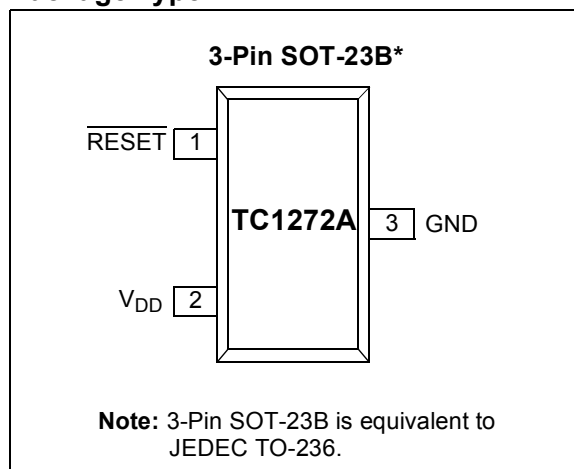 3-Pin SOT-23B*
RESET 1
TC1272A
3 GND
VDD 2
Note: 3-Pin SOT-23B is equivalent to
JEDEC TO-236.